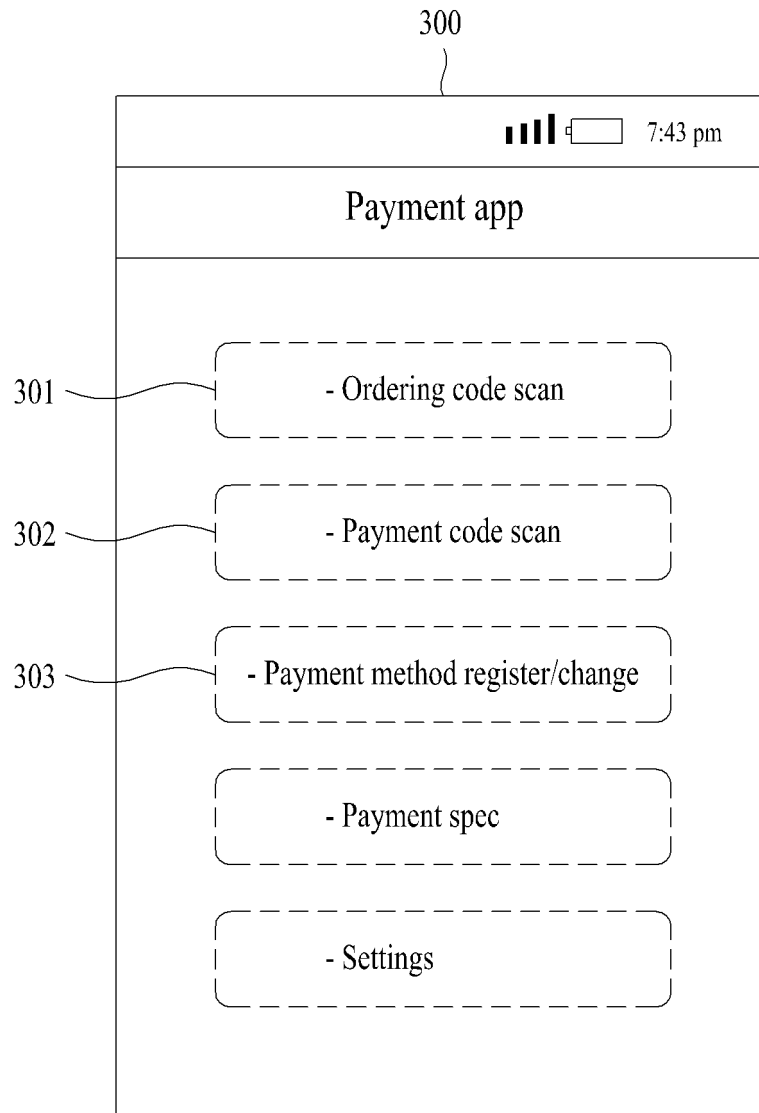 300
7:43 pm
Payment app
301
- Ordering code scan
302
- Payment code scan
303
- Payment method register/change
- Payment spec
- Settings